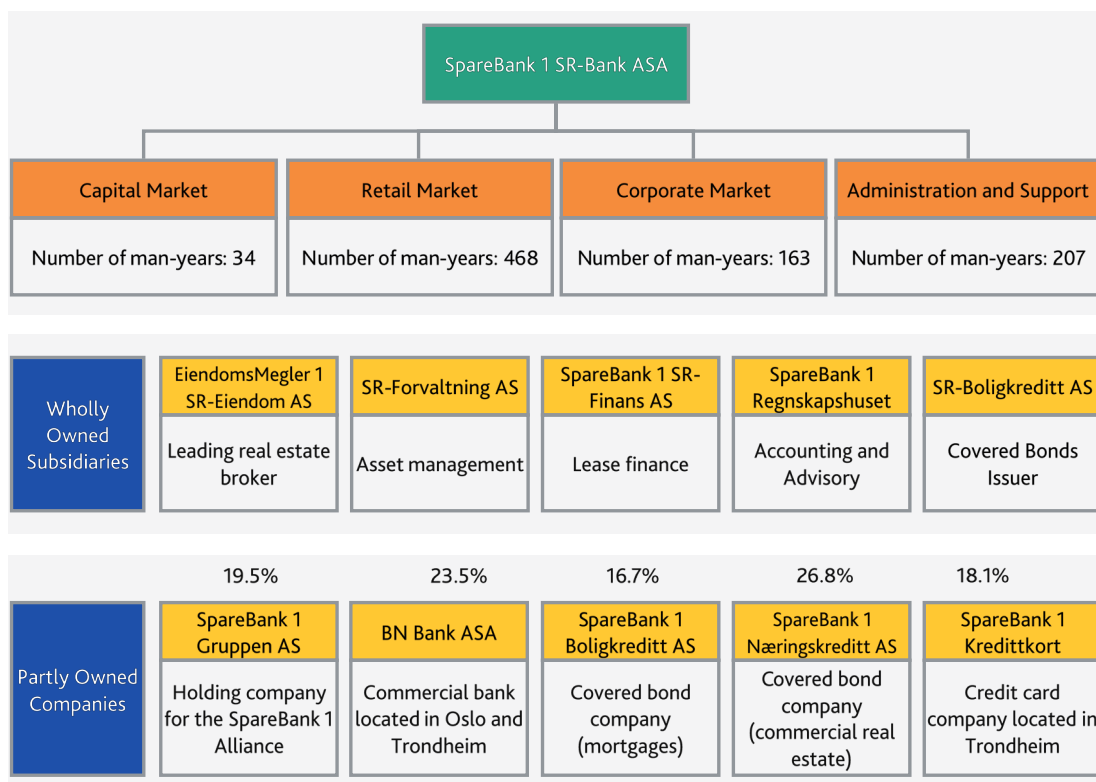 SpareBank 1 SR-Bank ASA
Capital Market
Number of man-years: 34
Retail Market
Number of man-years: 468
Corporate Market
Number of man-years: 163
Administration and Support
Number of man-years: 207
Wholly
Owned
Subsidiaries
EiendomsMegler 1
SR-Eiendom AS
Leading real estate
broker
SR-Forvaltning AS
Asset management
SpareBank 1 SR-
Finans AS
Lease finance
SpareBank 1
Regnskapshuset
Accounting and
Advisory
SR-Boligkreditt AS
Covered Bonds
Issuer
Partly Owned
Companies
19.5%
SpareBank 1
Gruppen AS
Holding company
for the SpareBank 1
Alliance
23.5%
BN Bank ASA
Commercial bank
located in Oslo and
Trondheim
16.7%
SpareBank 1
Boligkreditt AS
Covered bond
company
(mortgages)
26.8%
SpareBank 1
Næringskreditt AS
Covered bond
company
(commercial real
estate)
18.1%
SpareBank 1
Kredittkort
Credit card
company located in
Trondheim